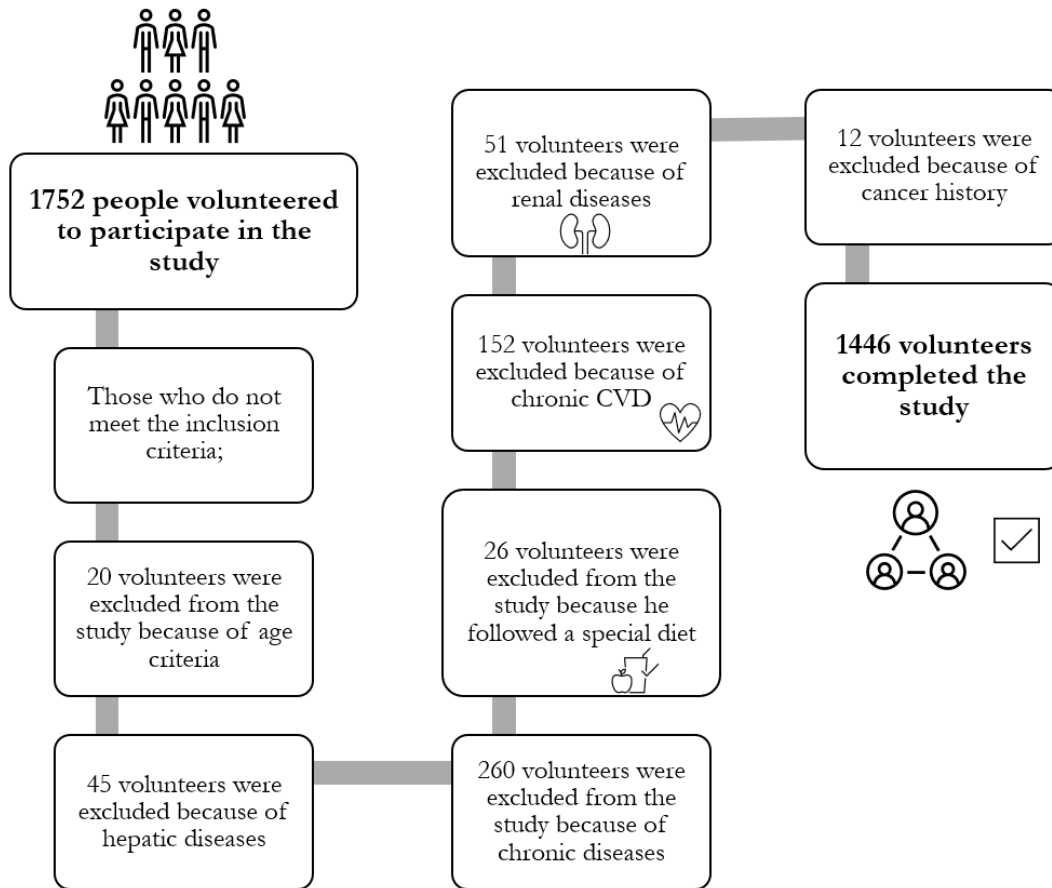 1752 people volunteered
to participate in the
study
Those who do not
meet the inclusion
criteria;
20 volunteers were
excluded from the
study because of age
criteria
45 volunteers were
excluded because of
hepatic diseases
260 volunteers were
excluded from the
study because of
chronic diseases
26 volunteers were
excluded from the
study because he
followed a special diet
152 volunteers were
excluded because of
chronic CVD
51 volunteers were
excluded because of
renal diseases
12 volunteers were
excluded because of
cancer history
1446 volunteers
completed the
study